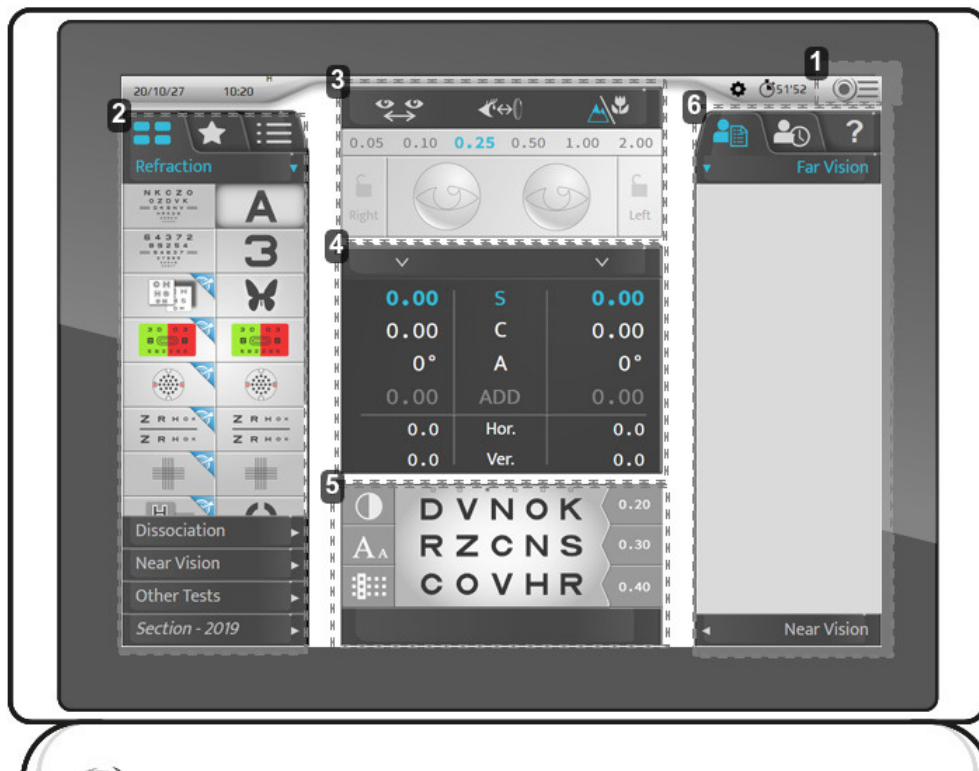 20/10/27 10:20 H 51'52 1
2
Refraction
NKCZO
OZDVK
A
64372
89254
3
Z R H O K
Z R H O K
Z R H O K
Z R H O K
H
Dissociation
Near Vision
Other Tests
Section - 2019
3
0.05 0.10 0.25 0.50 1.00 2.00
Right Left
4
0.00 S 0.00
0.00 C 0.00
0° A 0°
0.00 ADD 0.00
0.0 Hor. 0.0
0.0 Ver. 0.0
5
D V N O K 0.20
A A R Z C N S 0.30
C O V H R 0.40
6
?
Far Vision
Near Vision